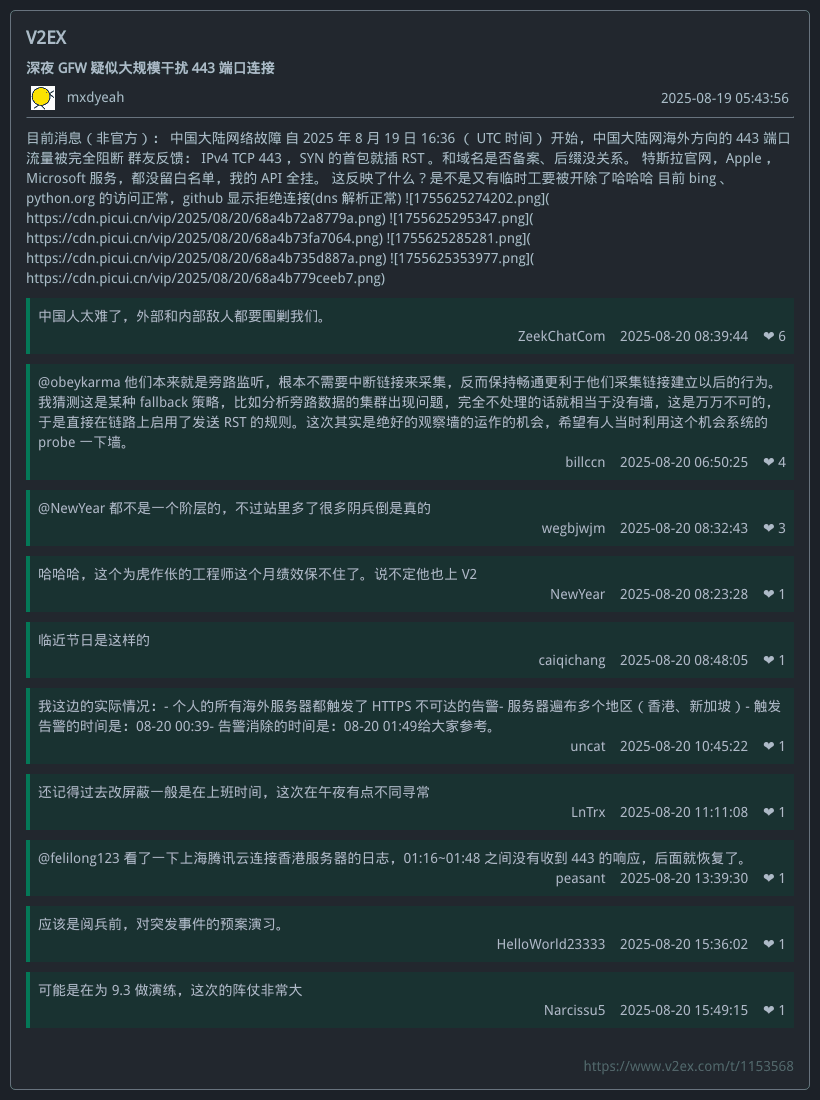 V2EX
深夜 GFW 疑似大规模干扰 443 端口连接
mxdyeah 2025-08-19 05:43:56
目前消息（非官方）： 中国大陆网络故障 自 2025 年 8 月 19 日 16:36 （ UTC 时间） 开始，中国大陆网海外方向的 443 端口
流量被完全阻断 群友反馈： IPv4 TCP 443 ，SYN 的首包就插 RST 。和域名是否备案、后缀没关系。 特斯拉官网，Apple ，
Microsoft 服务，都没留白名单，我的 API 全挂。 这反映了什么？是不是又有临时工要被开除了哈哈哈 目前 bing 、
python.org 的访问正常，github 显示拒绝连接(dns 解析正常) ![1755625274202.png](
https://cdn.picui.cn/vip/2025/08/20/68a4b72a8779a.png) ![1755625295347.png](
https://cdn.picui.cn/vip/2025/08/20/68a4b73fa7064.png) ![1755625285281.png](
https://cdn.picui.cn/vip/2025/08/20/68a4b735d887a.png) ![1755625353977.png](
https://cdn.picui.cn/vip/2025/08/20/68a4b779ceeb7.png)
中国人太难了，外部和内部敌人都要围剿我们。
ZeekChatCom 2025-08-20 08:39:44 ❤ 6
@obeykarma 他们本来就是旁路监听，根本不需要中断链接来采集，反而保持畅通更利于他们采集链接建立以后的行为。
我猜测这是某种 fallback 策略，比如分析旁路数据的集群出现问题，完全不处理的话就相当于没有墙，这是万万不可的，
于是直接在链路上启用了发送 RST 的规则。这次其实是绝好的观察墙的运作的机会，希望有人当时利用这个机会系统的
probe 一下墙。
billccn 2025-08-20 06:50:25 ❤ 4
@NewYear 都不是一个阶层的，不过站里多了很多阴兵倒是真的
wegbjwjm 2025-08-20 08:32:43 ❤ 3
哈哈哈，这个为虎作伥的工程师这个月绩效保不住了。说不定他也上 V2
NewYear 2025-08-20 08:23:28 ❤ 1
临近节日是这样的
caiqichang 2025-08-20 08:48:05 ❤ 1
我这边的实际情况：- 个人的所有海外服务器都触发了 HTTPS 不可达的告警- 服务器遍布多个地区（香港、新加坡）- 触发
告警的时间是：08-20 00:39- 告警消除的时间是：08-20 01:49给大家参考。
uncat 2025-08-20 10:45:22 ❤ 1
还记得过去改屏蔽一般是在上班时间，这次在午夜有点不同寻常
LnTrx 2025-08-20 11:11:08 ❤ 1
@felilong123 看了一下上海腾讯云连接香港服务器的日志，01:16~01:48 之间没有收到 443 的响应，后面就恢复了。
peasant 2025-08-20 13:39:30 ❤ 1
应该是阅兵前，对突发事件的预案演习。
HelloWorld23333 2025-08-20 15:36:02 ❤ 1
可能是在为 9.3 做演练，这次的阵仗非常大
Narcissu5 2025-08-20 15:49:15 ❤ 1
https://www.v2ex.com/t/1153568